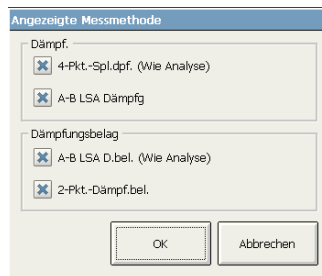 Angezeigte Messmethode
Dämpf.
4-Pkt.-Spl.dpf. (Wie Analyse)
A-B LSA Dämpfg
Dämpfungsbelag
A-B LSA D.bel. (Wie Analyse)
2-Pkt.-Dämpf.bel.
OK
Abbrechen